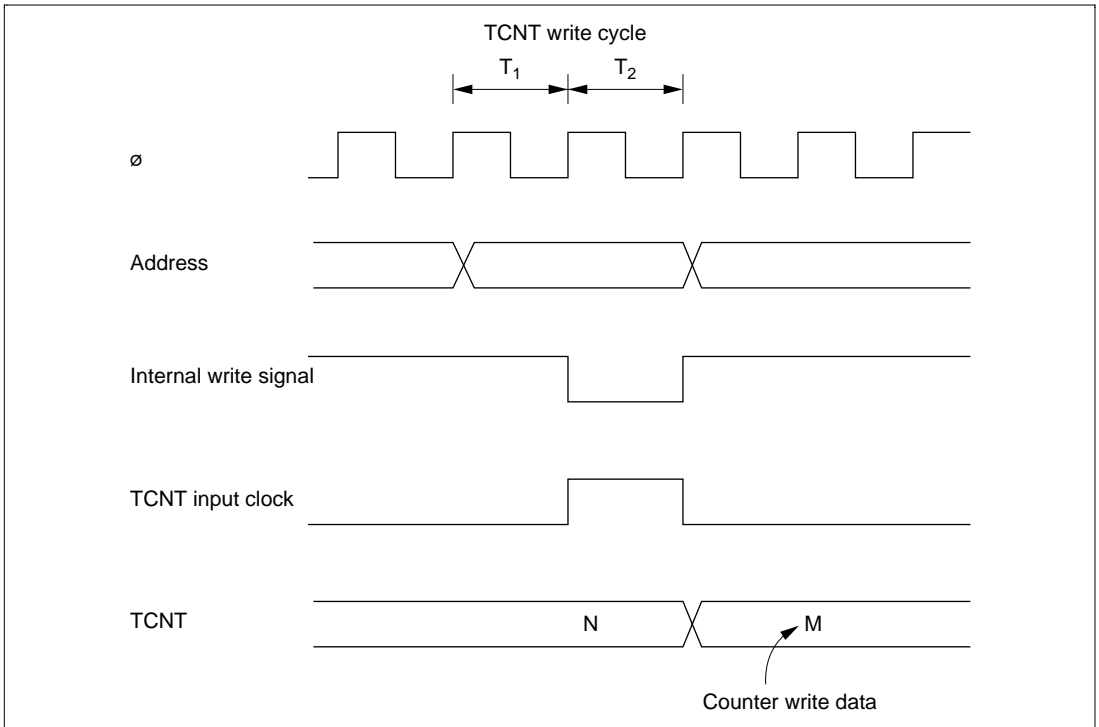 TCNT write cycle
T₁ T₂
ø
Address
Internal write signal
TCNT input clock
TCNT N M
Counter write data